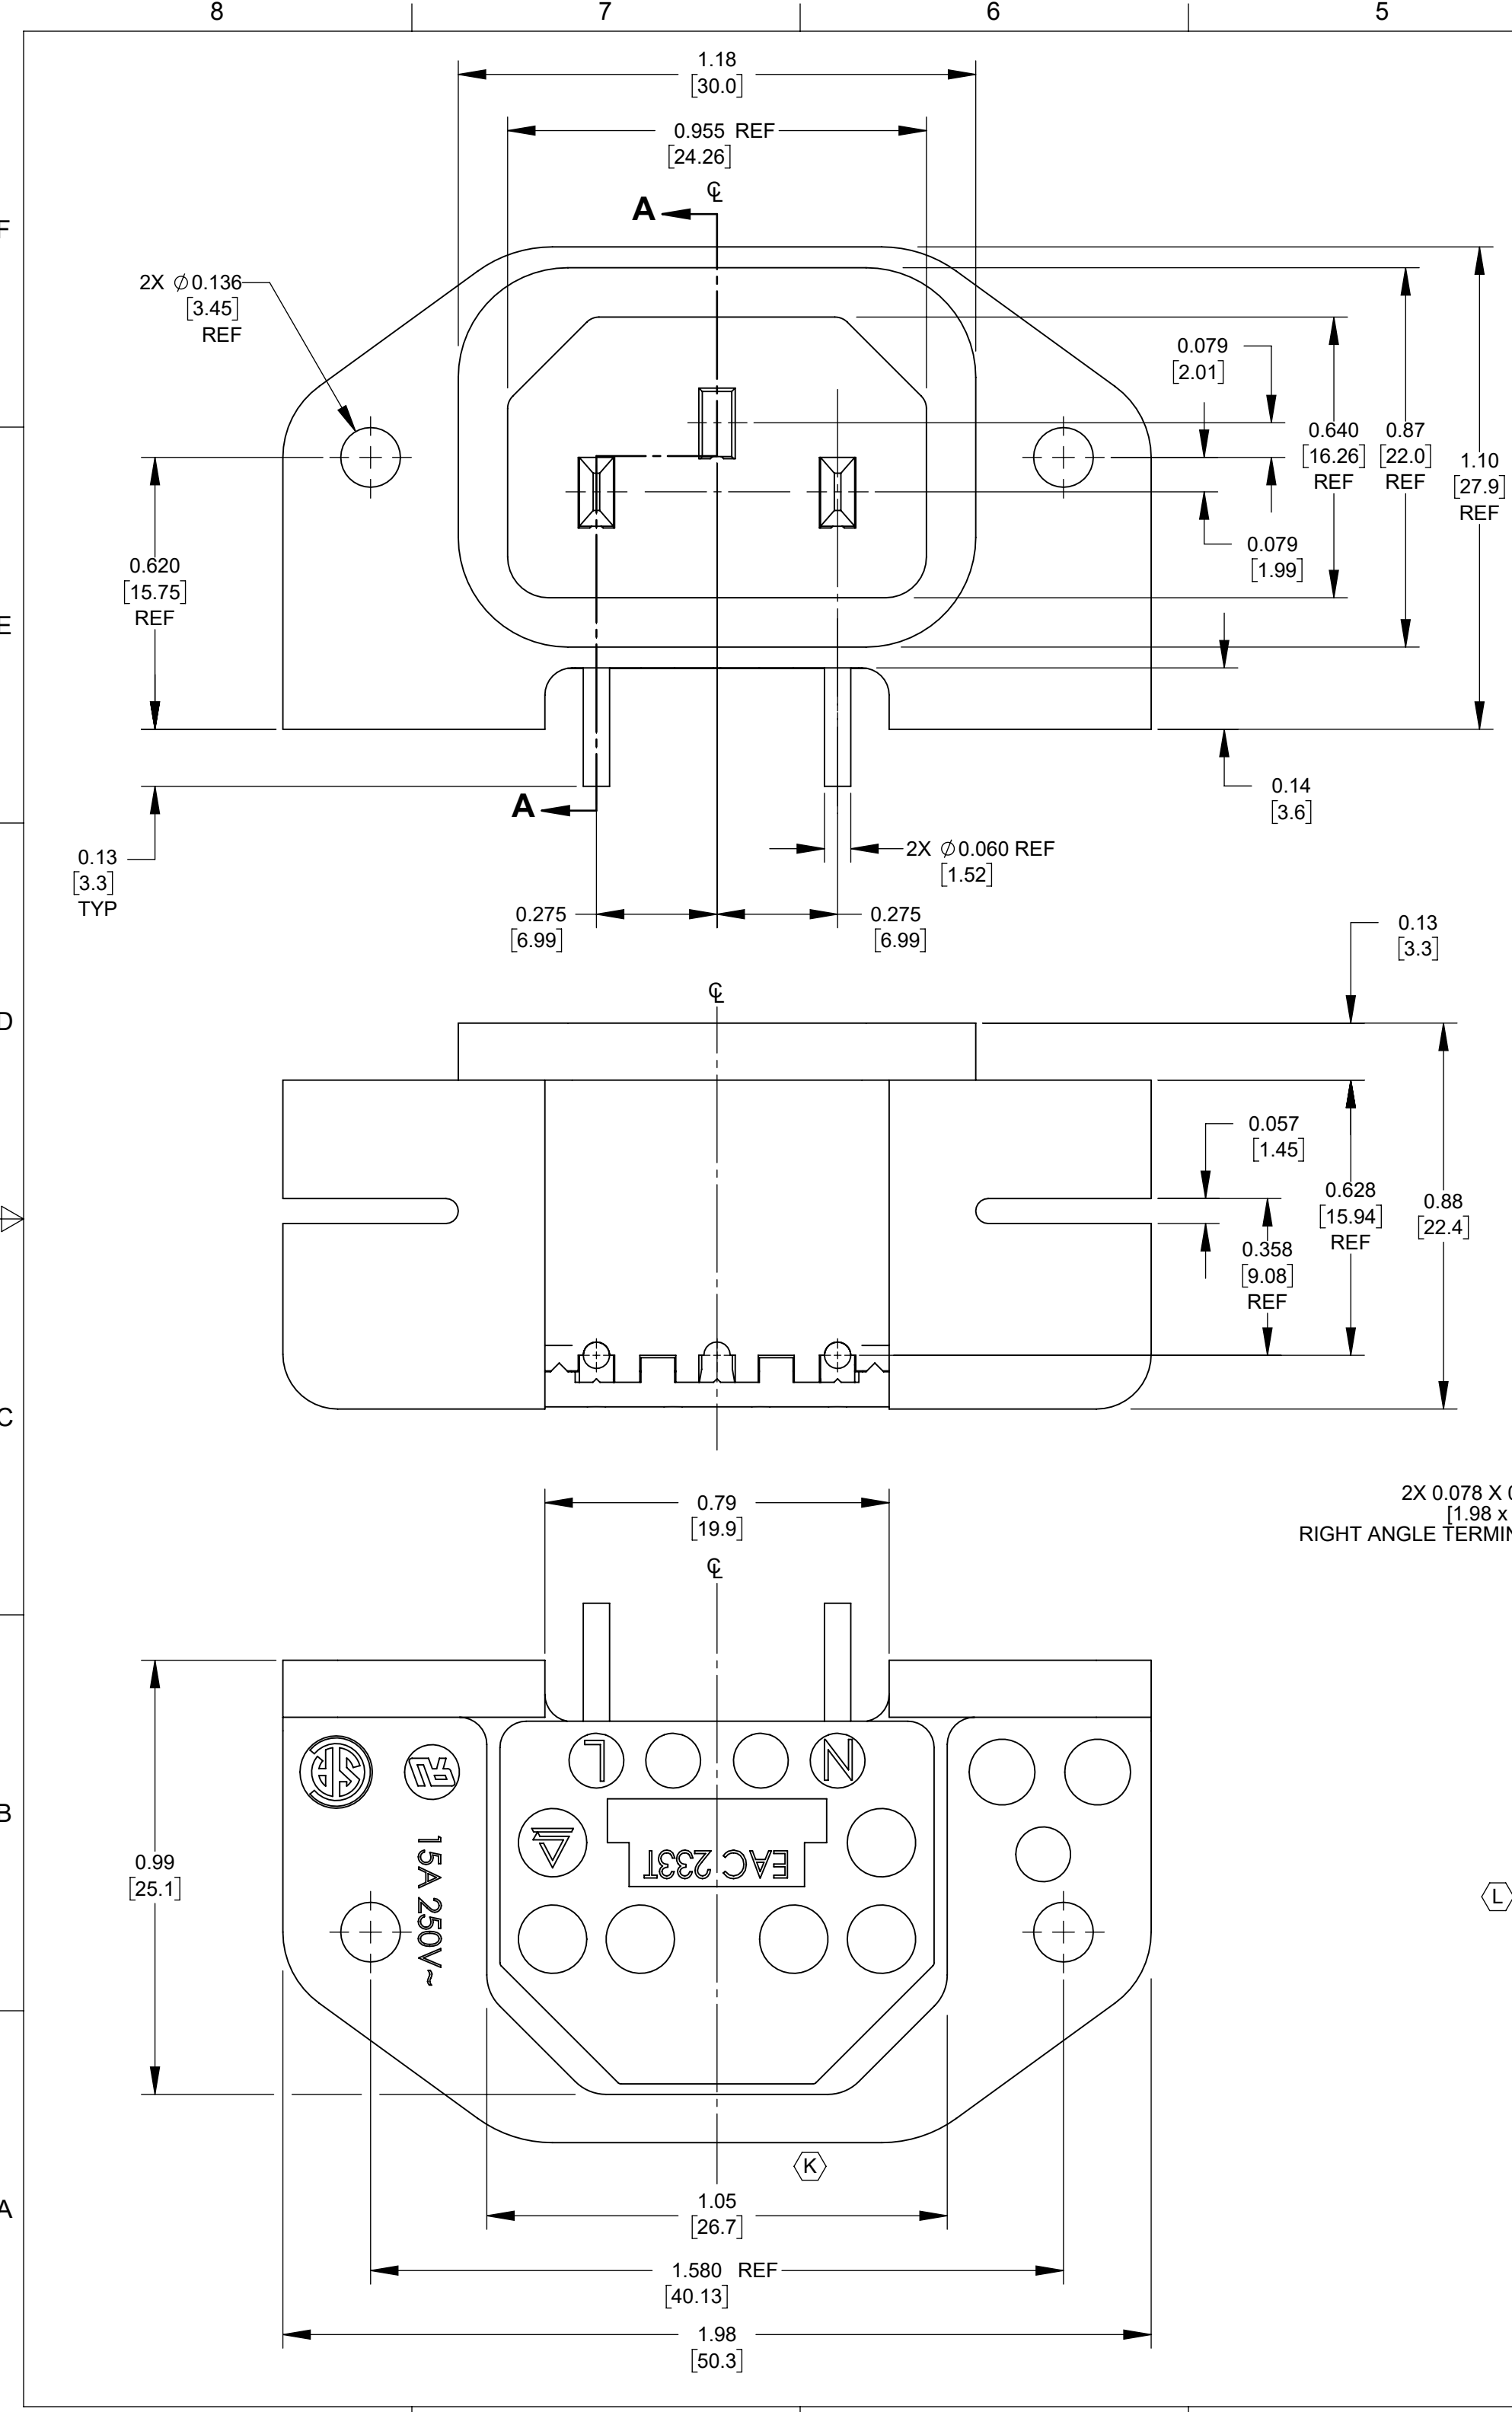 8 7 6 5
1.18
[30.0]
0.955 REF
[24.26]
℄
A
F
2X ∅0.136
[3.45]
REF
0.079
[2.01]
0.640
[16.26]
REF
0.87
[22.0]
REF
1.10
[27.9]
REF
0.079
[1.99]
0.620
[15.75]
REF
E
0.14
[3.6]
A
0.13
[3.3]
TYP
2X ∅0.060 REF
[1.52]
0.275
[6.99]
0.275
[6.99]
0.13
[3.3]
℄
D
0.057
[1.45]
0.628
[15.94]
REF
0.88
[22.4]
0.358
[9.08]
REF
C
0.79
[19.9]
2X 0.078 X
[1.98 x
RIGHT ANGLE
℄
L N
B
15A 250V~
EAC 233T
0.99
[25.1]
L
K
A
1.05
[26.7]
1.580 REF
[40.13]
1.98
[50.3]